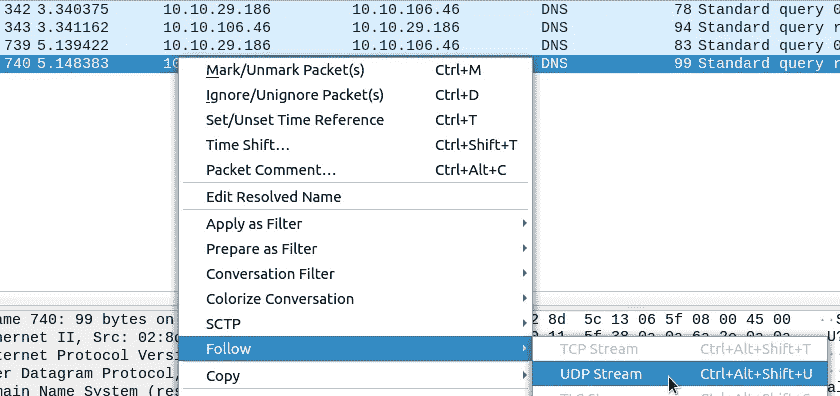 342 3.340375 10.10.29.186 10.10.106.46 DNS 78 Standard query 0
343 3.341162 10.10.106.46 10.10.29.186 DNS 94 Standard query r
739 5.139422 10.10.29.186 10.10.106.46 DNS 83 Standard query 0
740 5.148383 10 DNS 99 Standard query r
Mark/Unmark Packet(s) Ctrl+M
Ignore/Unignore Packet(s) Ctrl+D
Set/Unset Time Reference Ctrl+T
Time Shift… Ctrl+Shift+T
Packet Comment… Ctrl+Alt+C
Edit Resolved Name
Apply as Filter
Prepare as Filter
Conversation Filter
Colorize Conversation
SCTP
Follow
Copy
ame 740: 99 bytes on 2 8d 5c 13 06 5f 08 00 45 00
hernet II, Src: 02:8d
ternet Protocol Versi
er Datagram Protocol,
main Name System (res
TCP Stream Ctrl+Alt+Shift+T
UDP Stream Ctrl+Alt+Shift+U